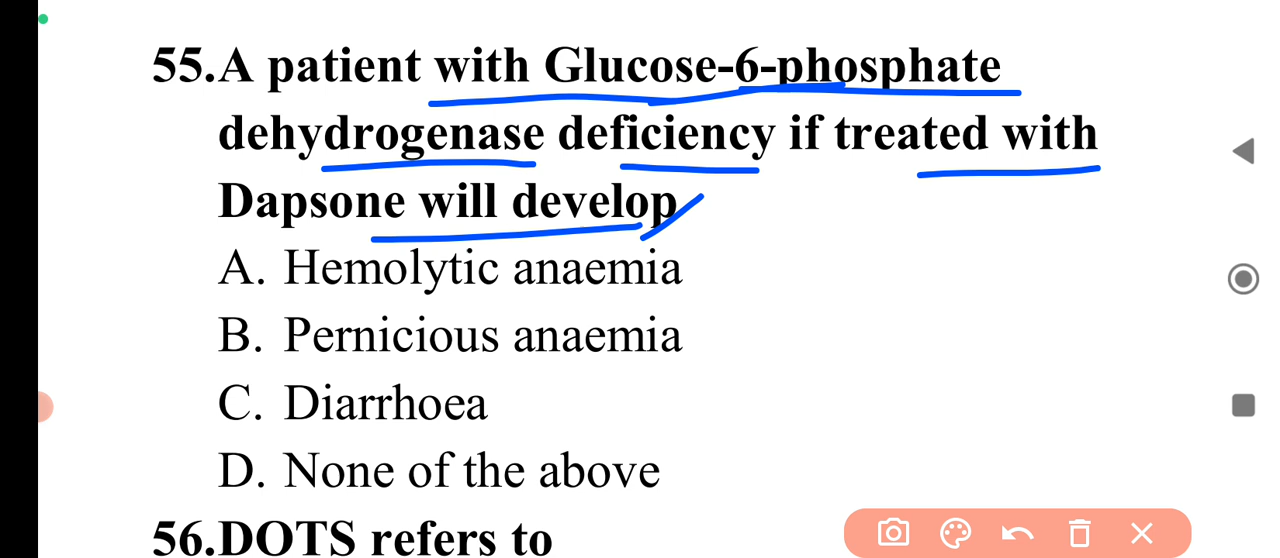 55.A patient with Glucose-6-phosphate
dehydrogenase deficiency if treated with
Dapsone will develop
A. Hemolytic anaemia
B. Pernicious anaemia
C. Diarrhoea
D. None of the above
56.DOTS refers to